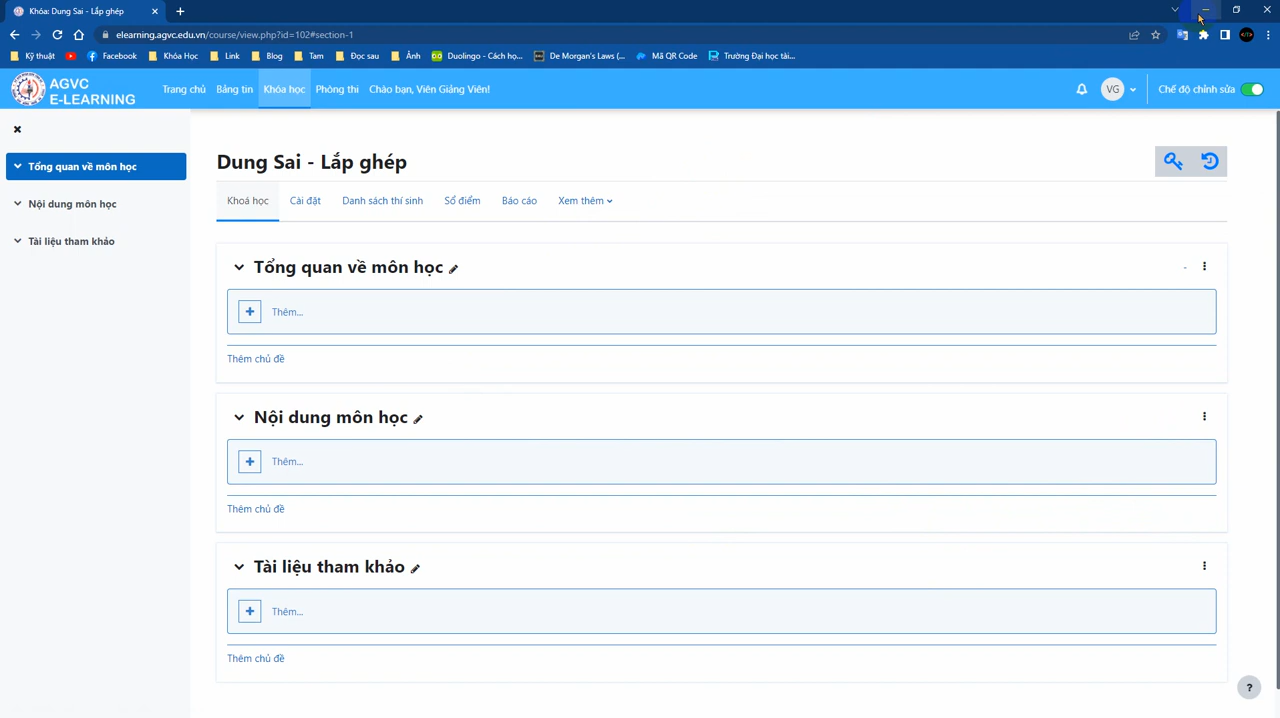 Khóa: Dung Sai - Lắp ghép
elearning.agvc.edu.vn/course/view.php?id=102#section-1
Kỹ thuật Facebook Khóa Học Link Blog Tam Đọc sau Ảnh Duolingo - Cách họ... De Morgan's Laws (... Mã QR Code Trường Đại học tài...
AGVC
E-LEARNING
Trang chủ Bảng tin Khóa học Phòng thi Chào bạn, Viên Giảng Viên! VG Chế độ chỉnh sửa
Tổng quan về môn học
Nội dung môn học
Tài liệu tham khảo
Dung Sai - Lắp ghép
Khoá học Cài đặt Danh sách thí sinh Sổ điểm Báo cáo Xem thêm
Tổng quan về môn học
Thêm...
Thêm chủ đề
Nội dung môn học
Thêm...
Thêm chủ đề
Tài liệu tham khảo
Thêm...
Thêm chủ đề
?